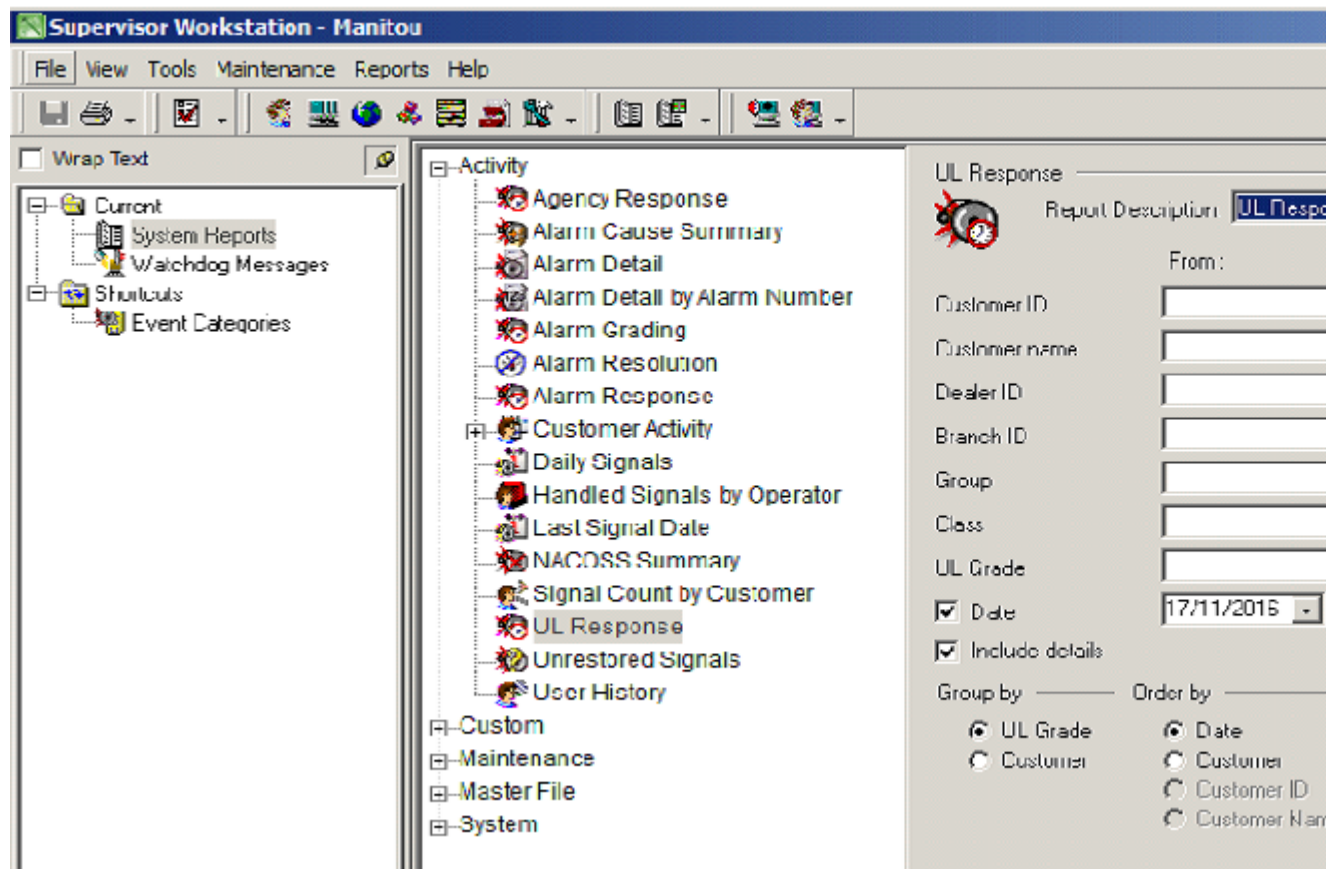 Supervisor Workstation - Manitou
File View Tools Maintenance Reports Help
Wrap Text
Current
System Reports
Watchdog Messages
Shortcuts
Event Categories
Activity
Agency Response
Alarm Cause Summary
Alarm Detail
Alarm Detail by Alarm Number
Alarm Grading
Alarm Resolution
Alarm Response
Customer Activity
Daily Signals
Handled Signals by Operator
Last Signal Date
NACOSS Summary
Signal Count by Customer
UL Response
Unrestored Signals
User History
Custom
Maintenance
Master File
System
UL Response
Report Description UL Respo
From:
Customer ID
Customer name
Dealer ID
Branch ID
Group
Class
UL Grade
Date 17/11/2016
Include details
Group by Order by
UL Grade Date
Customer Customer
Customer ID
Customer Nam